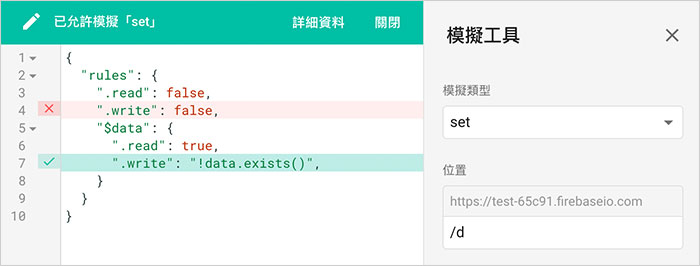 已允許模擬「set」 詳細資料 關閉
1 {
2 "rules": {
3 ".read": false,
4 ".write": false,
5 "$data": {
6 ".read": true,
7 ".write": "!data.exists()",
8 }
9 }
10 }
模擬工具
模擬類型
set
位置
https://test-65c91.firebaseio.com
/d